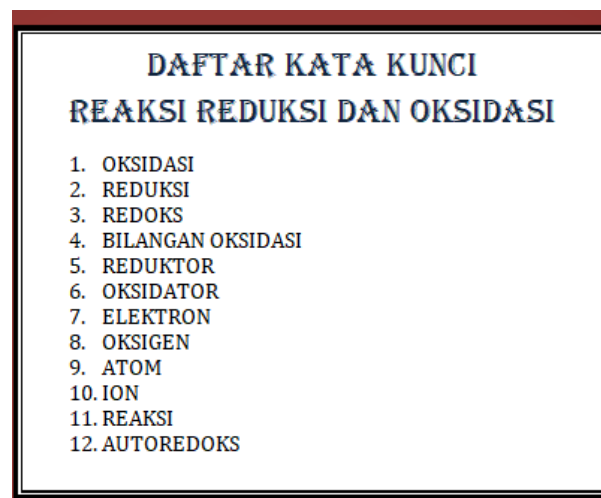 DAFTAR KATA KUNCI
REAKSI REDUKSI DAN OKSIDASI
1. OKSIDASI
2. REDUKSI
3. REDOKS
4. BILANGAN OKSIDASI
5. REDUKTOR
6. OKSIDATOR
7. ELEKTRON
8. OKSIGEN
9. ATOM
10. ION
11. REAKSI
12. AUTOREDOKS